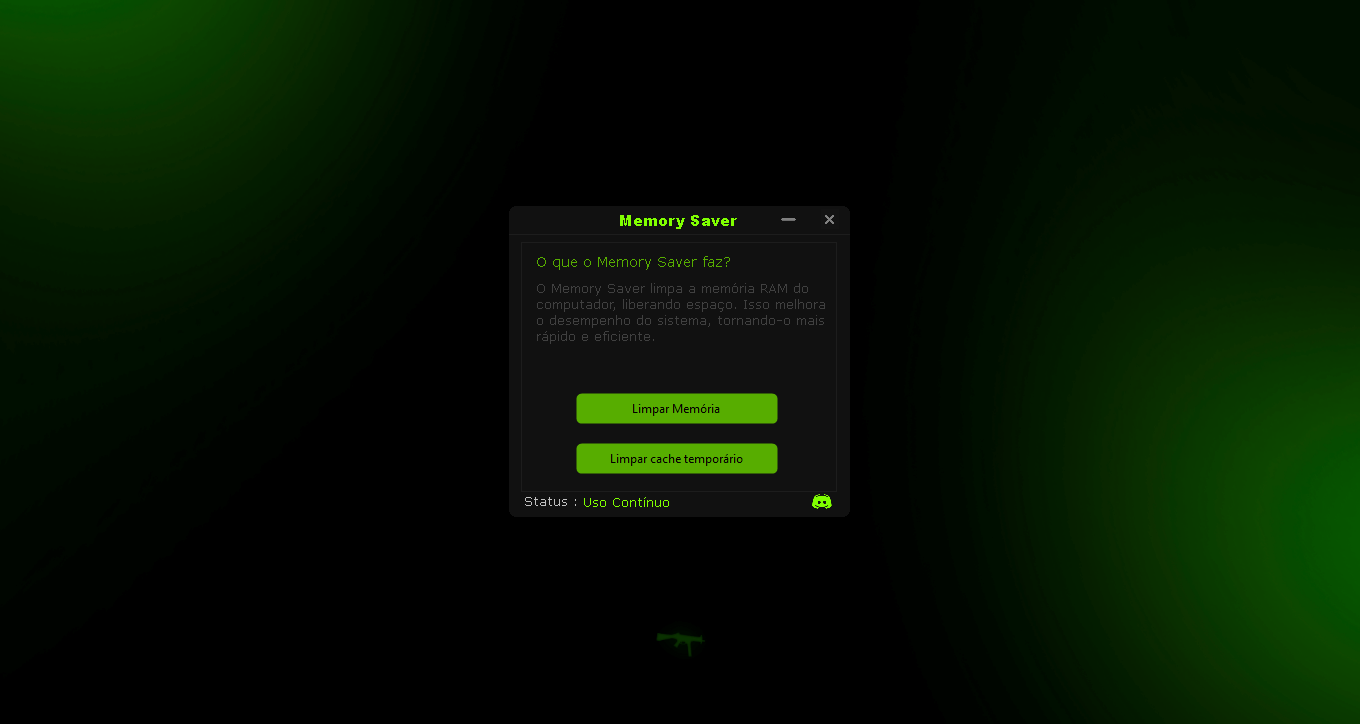 Memory Saver
O que o Memory Saver faz?
O Memory Saver limpa a memória RAM do
computador, liberando espaço. Isso melhora
o desempenho do sistema, tornando-o mais
rápido e eficiente.
Limpar Memória
Limpar cache temporário
Status : Uso Contínuo